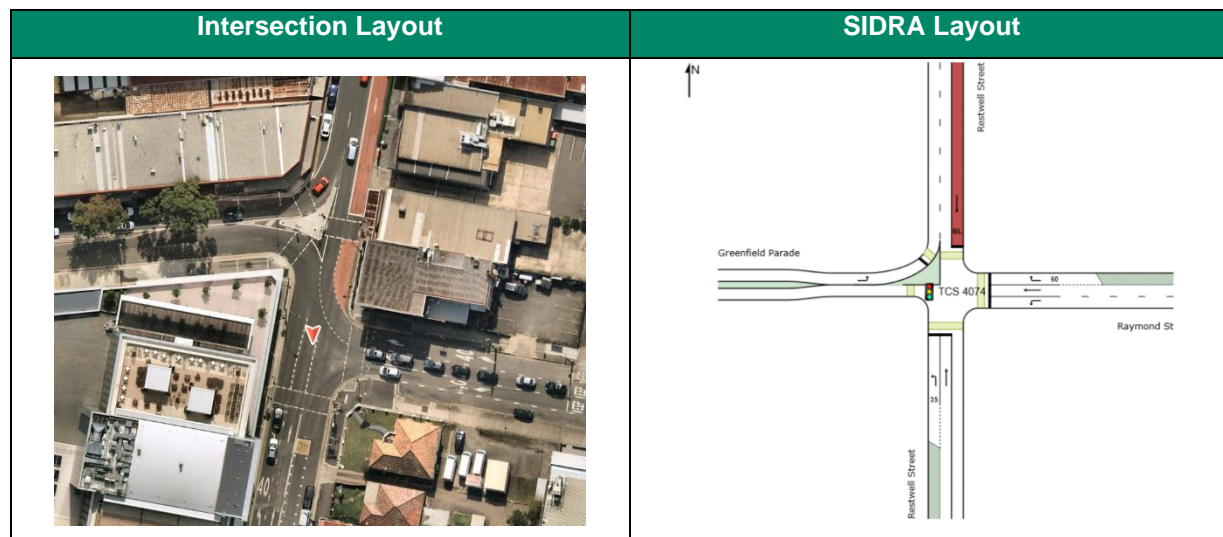 Intersection Layout
SIDRA Layout
N
Restwell Street
BL
Greenfield Parade
TCS 4074
60
Raymond St
35
Restwell Street
40